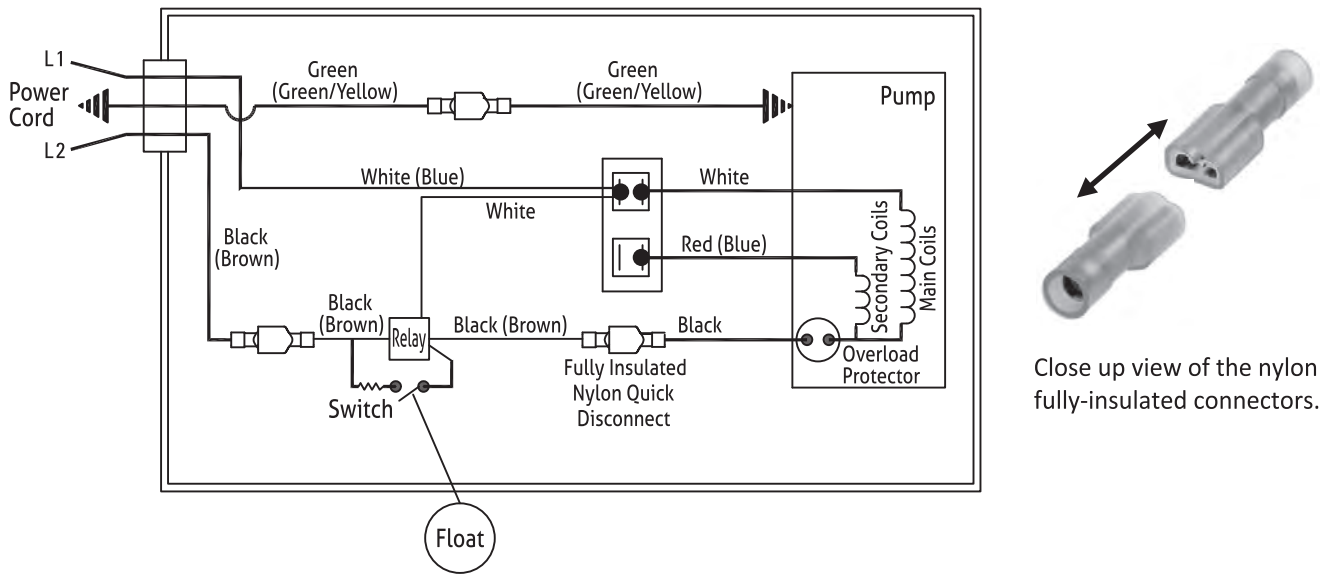 L1
Power
Cord
L2
Green
(Green/Yellow)
Green
(Green/Yellow)
Pump
White (Blue)
White
White
Red (Blue)
Secondary Coils
Main Coils
Black
(Brown)
Black
(Brown)
Relay
Black (Brown)
Black
Overload
Protector
Switch
Fully Insulated
Nylon Quick
Disconnect
Float
Close up view of the nylon
fully-insulated connectors.